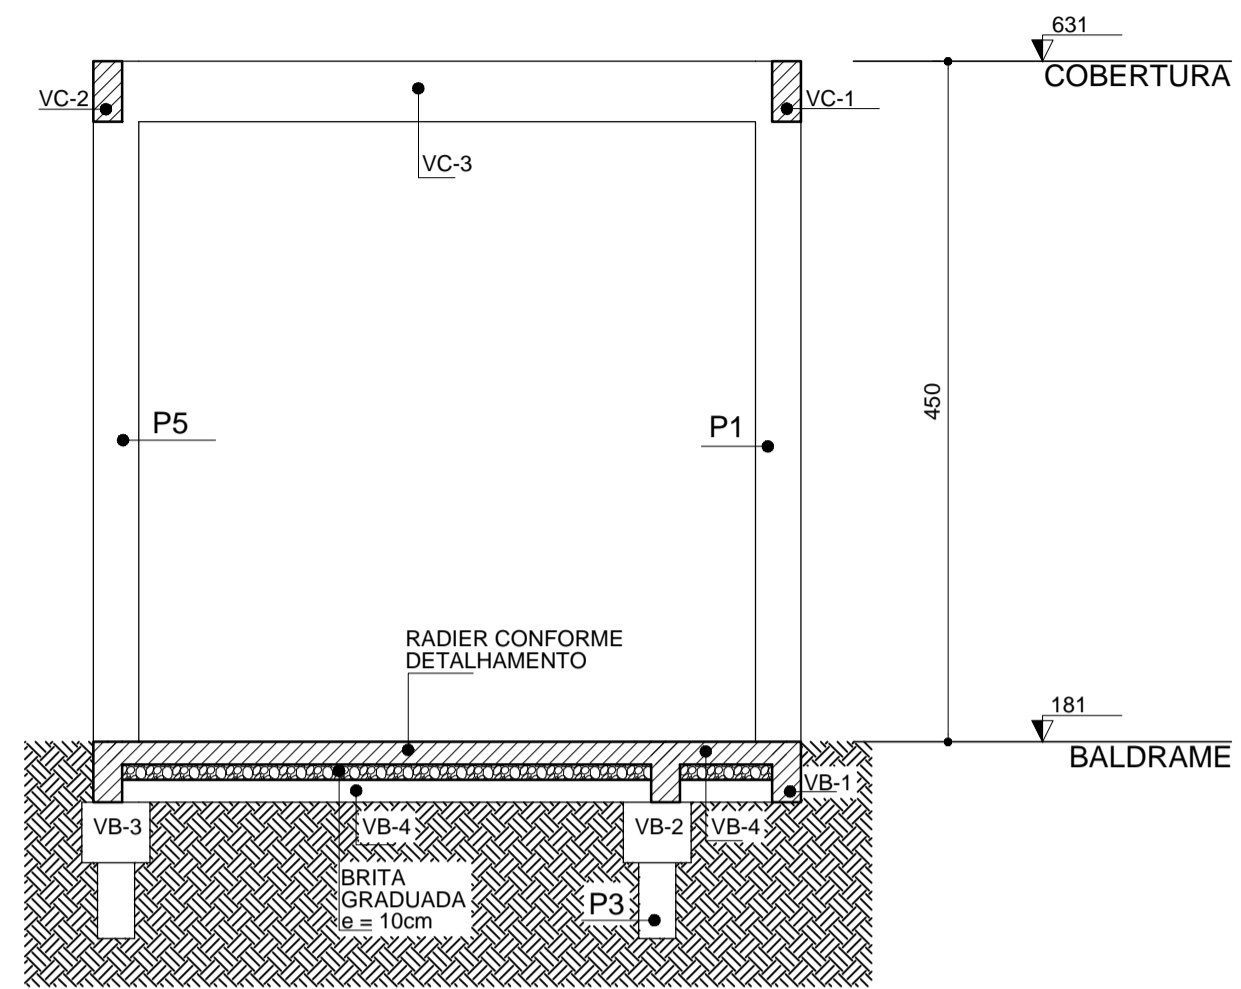 631
COBERTURA
VC-2
VC-1
VC-3
450
P5
P1
RADIER CONFORME
DETALHAMENTO
181
BALDRAME
VB-1
VB-3
VB-4
VB-2
VB-4
BRITA
GRADUADA
e = 10cm
P3